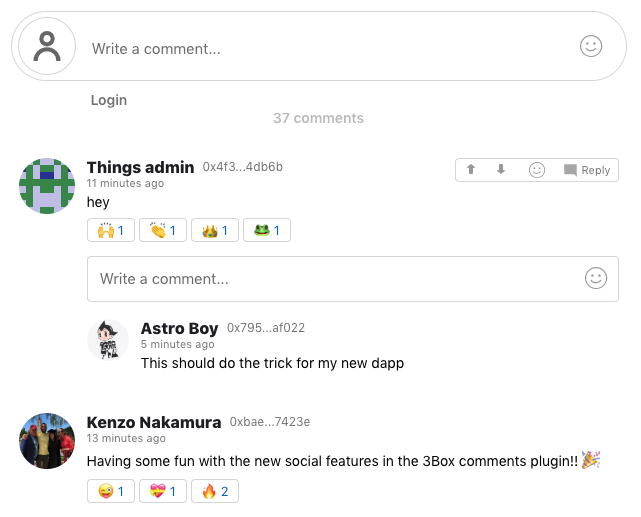 Write a comment...
Login
37 comments
Things admin 0x4f3...4db6b
Reply
11 minutes ago
hey
🙌 1 👏 1 👑 1 🐸 1
Write a comment...
Astro Boy 0x795...af022
5 minutes ago
This should do the trick for my new dapp
Kenzo Nakamura 0xbae...7423e
13 minutes ago
Having some fun with the new social features in the 3Box comments plugin!! 🎉
😜 1 💝 1 🔥 2